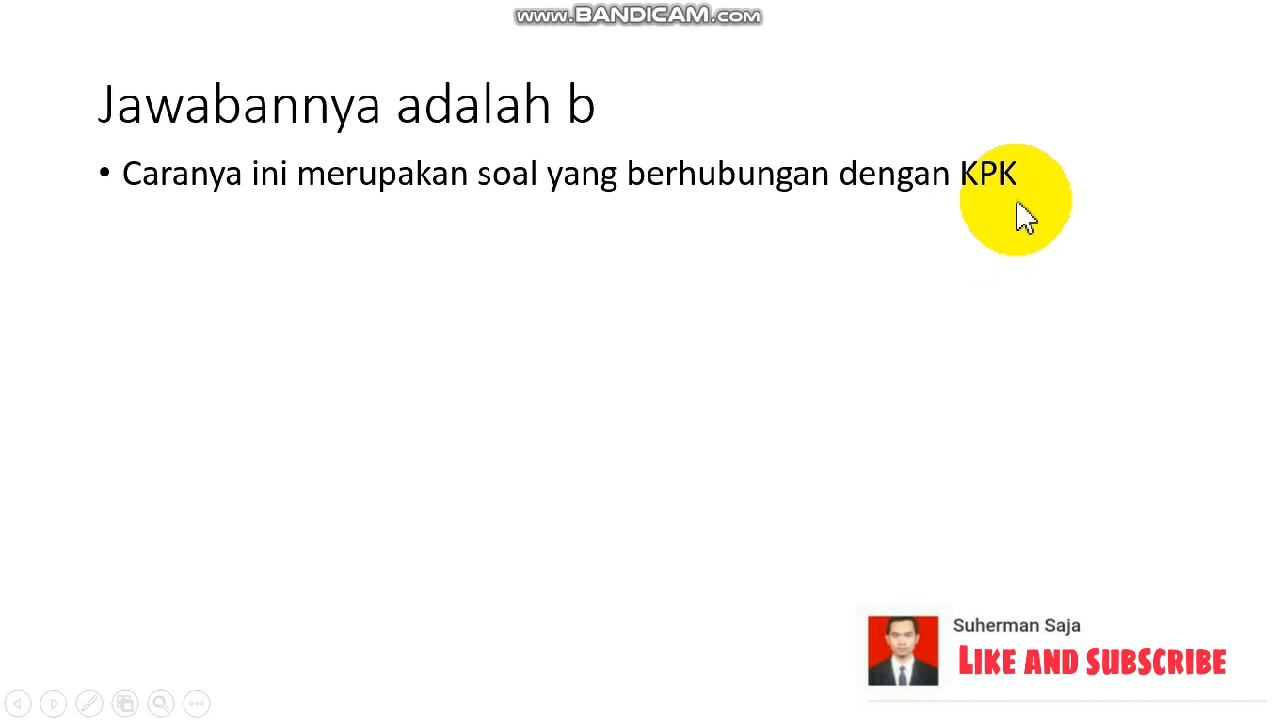 www.BANDICAM.com
Jawabannya adalah b
• Caranya ini merupakan soal yang berhubungan dengan KPK
Suherman Saja
LIKE AND SUBSCRIBE